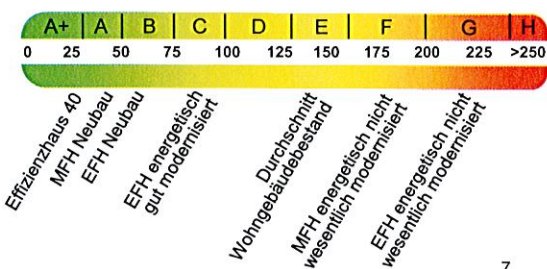 A+ A B C D E F G H
0 25 50 75 100 125 150 175 200 225 >250
Effizienzhaus 40
MFH Neubau
EFH Neubau
EFH energetisch
gut modernisiert
Durchschnitt
Wohngebäudebestand
MFH energetisch nicht
wesentlich modernisiert
EFH energetisch nicht
wesentlich modernisiert
7